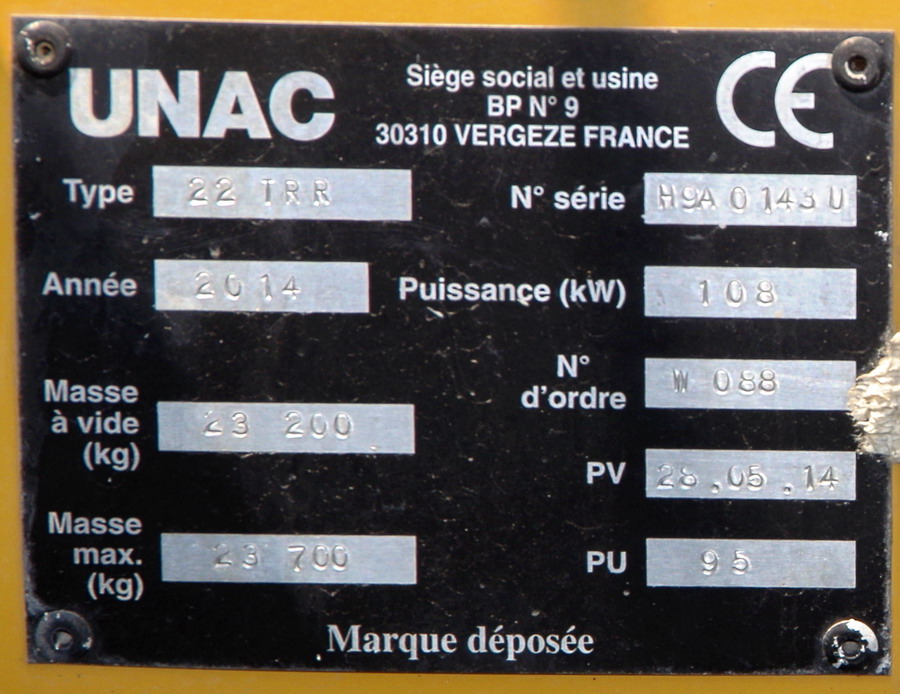 UNAC
Siège social et usine
BP N° 9
30310 VERGEZE FRANCE
CE
Type 22 TRR
N° série H9A 0143U
Année 2014
Puissance (kW) 108
N°
d'ordre W 088
Masse
à vide
(kg) 23 200
PV 28.05.14
Masse
max.
(kg) 23 700
PU 95
Marque déposée